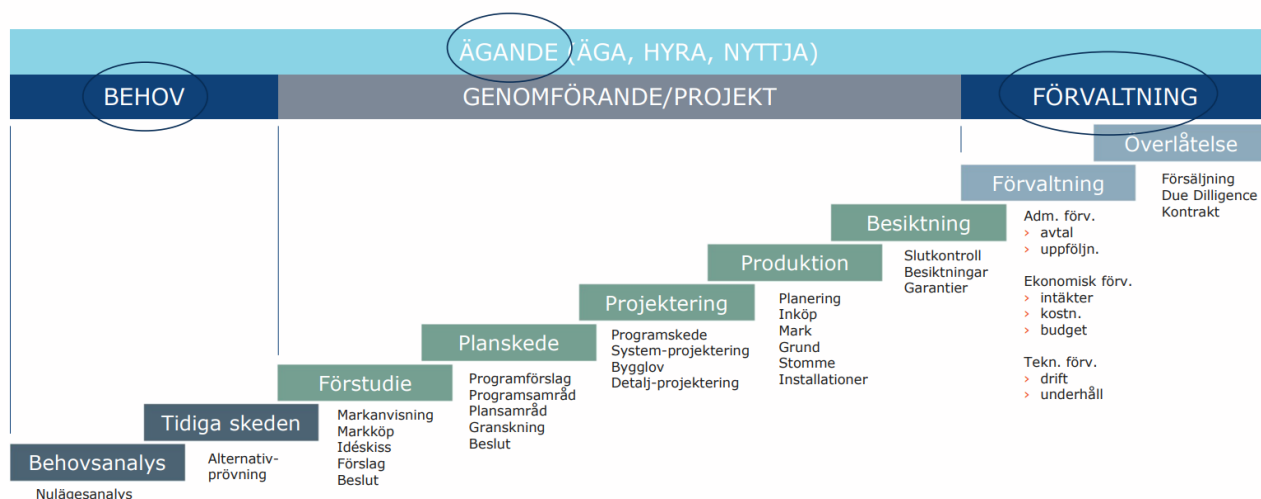 ÄGANDE (ÄGA, HYRA, NYTTJA)
BEHOV
GENOMFÖRANDE/PROJEKT
FÖRVALTNING
Överlåtelse
Försäljning
Due Dilligence
Kontrakt
Förvaltning
Adm. förv.
› avtal
› uppföljn.
Ekonomisk förv.
› intäkter
› kostn.
› budget
Tekn. förv.
› drift
› underhåll
Besiktning
Slutkontroll
Besiktningar
Garantier
Produktion
Planering
Inköp
Mark
Grund
Stomme
Installationer
Projektering
Programskede
System-projektering
Bygglov
Detalj-projektering
Planskede
Programförslag
Programsamråd
Plansamråd
Granskning
Beslut
Förstudie
Markanvisning
Markköp
Idéskiss
Förslag
Beslut
Tidiga skeden
Alternativ-
prövning
Behovsanalys
Nulägesanalys